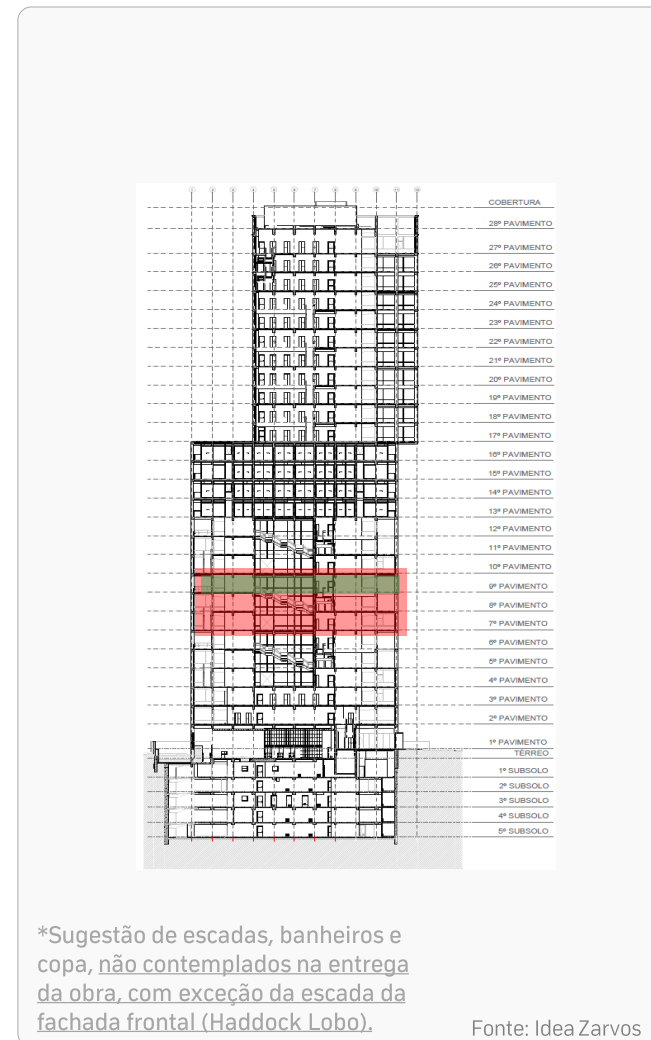 COBERTURA
28º PAVIMENTO
27º PAVIMENTO
26º PAVIMENTO
25º PAVIMENTO
24º PAVIMENTO
23º PAVIMENTO
22º PAVIMENTO
21º PAVIMENTO
20º PAVIMENTO
19º PAVIMENTO
18º PAVIMENTO
17º PAVIMENTO
16º PAVIMENTO
15º PAVIMENTO
14º PAVIMENTO
13º PAVIMENTO
12º PAVIMENTO
11º PAVIMENTO
10º PAVIMENTO
9º PAVIMENTO
8º PAVIMENTO
7º PAVIMENTO
6º PAVIMENTO
5º PAVIMENTO
4º PAVIMENTO
3º PAVIMENTO
2º PAVIMENTO
1º PAVIMENTO
TÉRREO
1º SUBSOLO
2º SUBSOLO
3º SUBSOLO
4º SUBSOLO
5º SUBSOLO
*Sugestão de escadas, banheiros e
copa, não contemplados na entrega
da obra, com exceção da escada da
fachada frontal (Haddock Lobo).
Fonte: Idea Zarvos